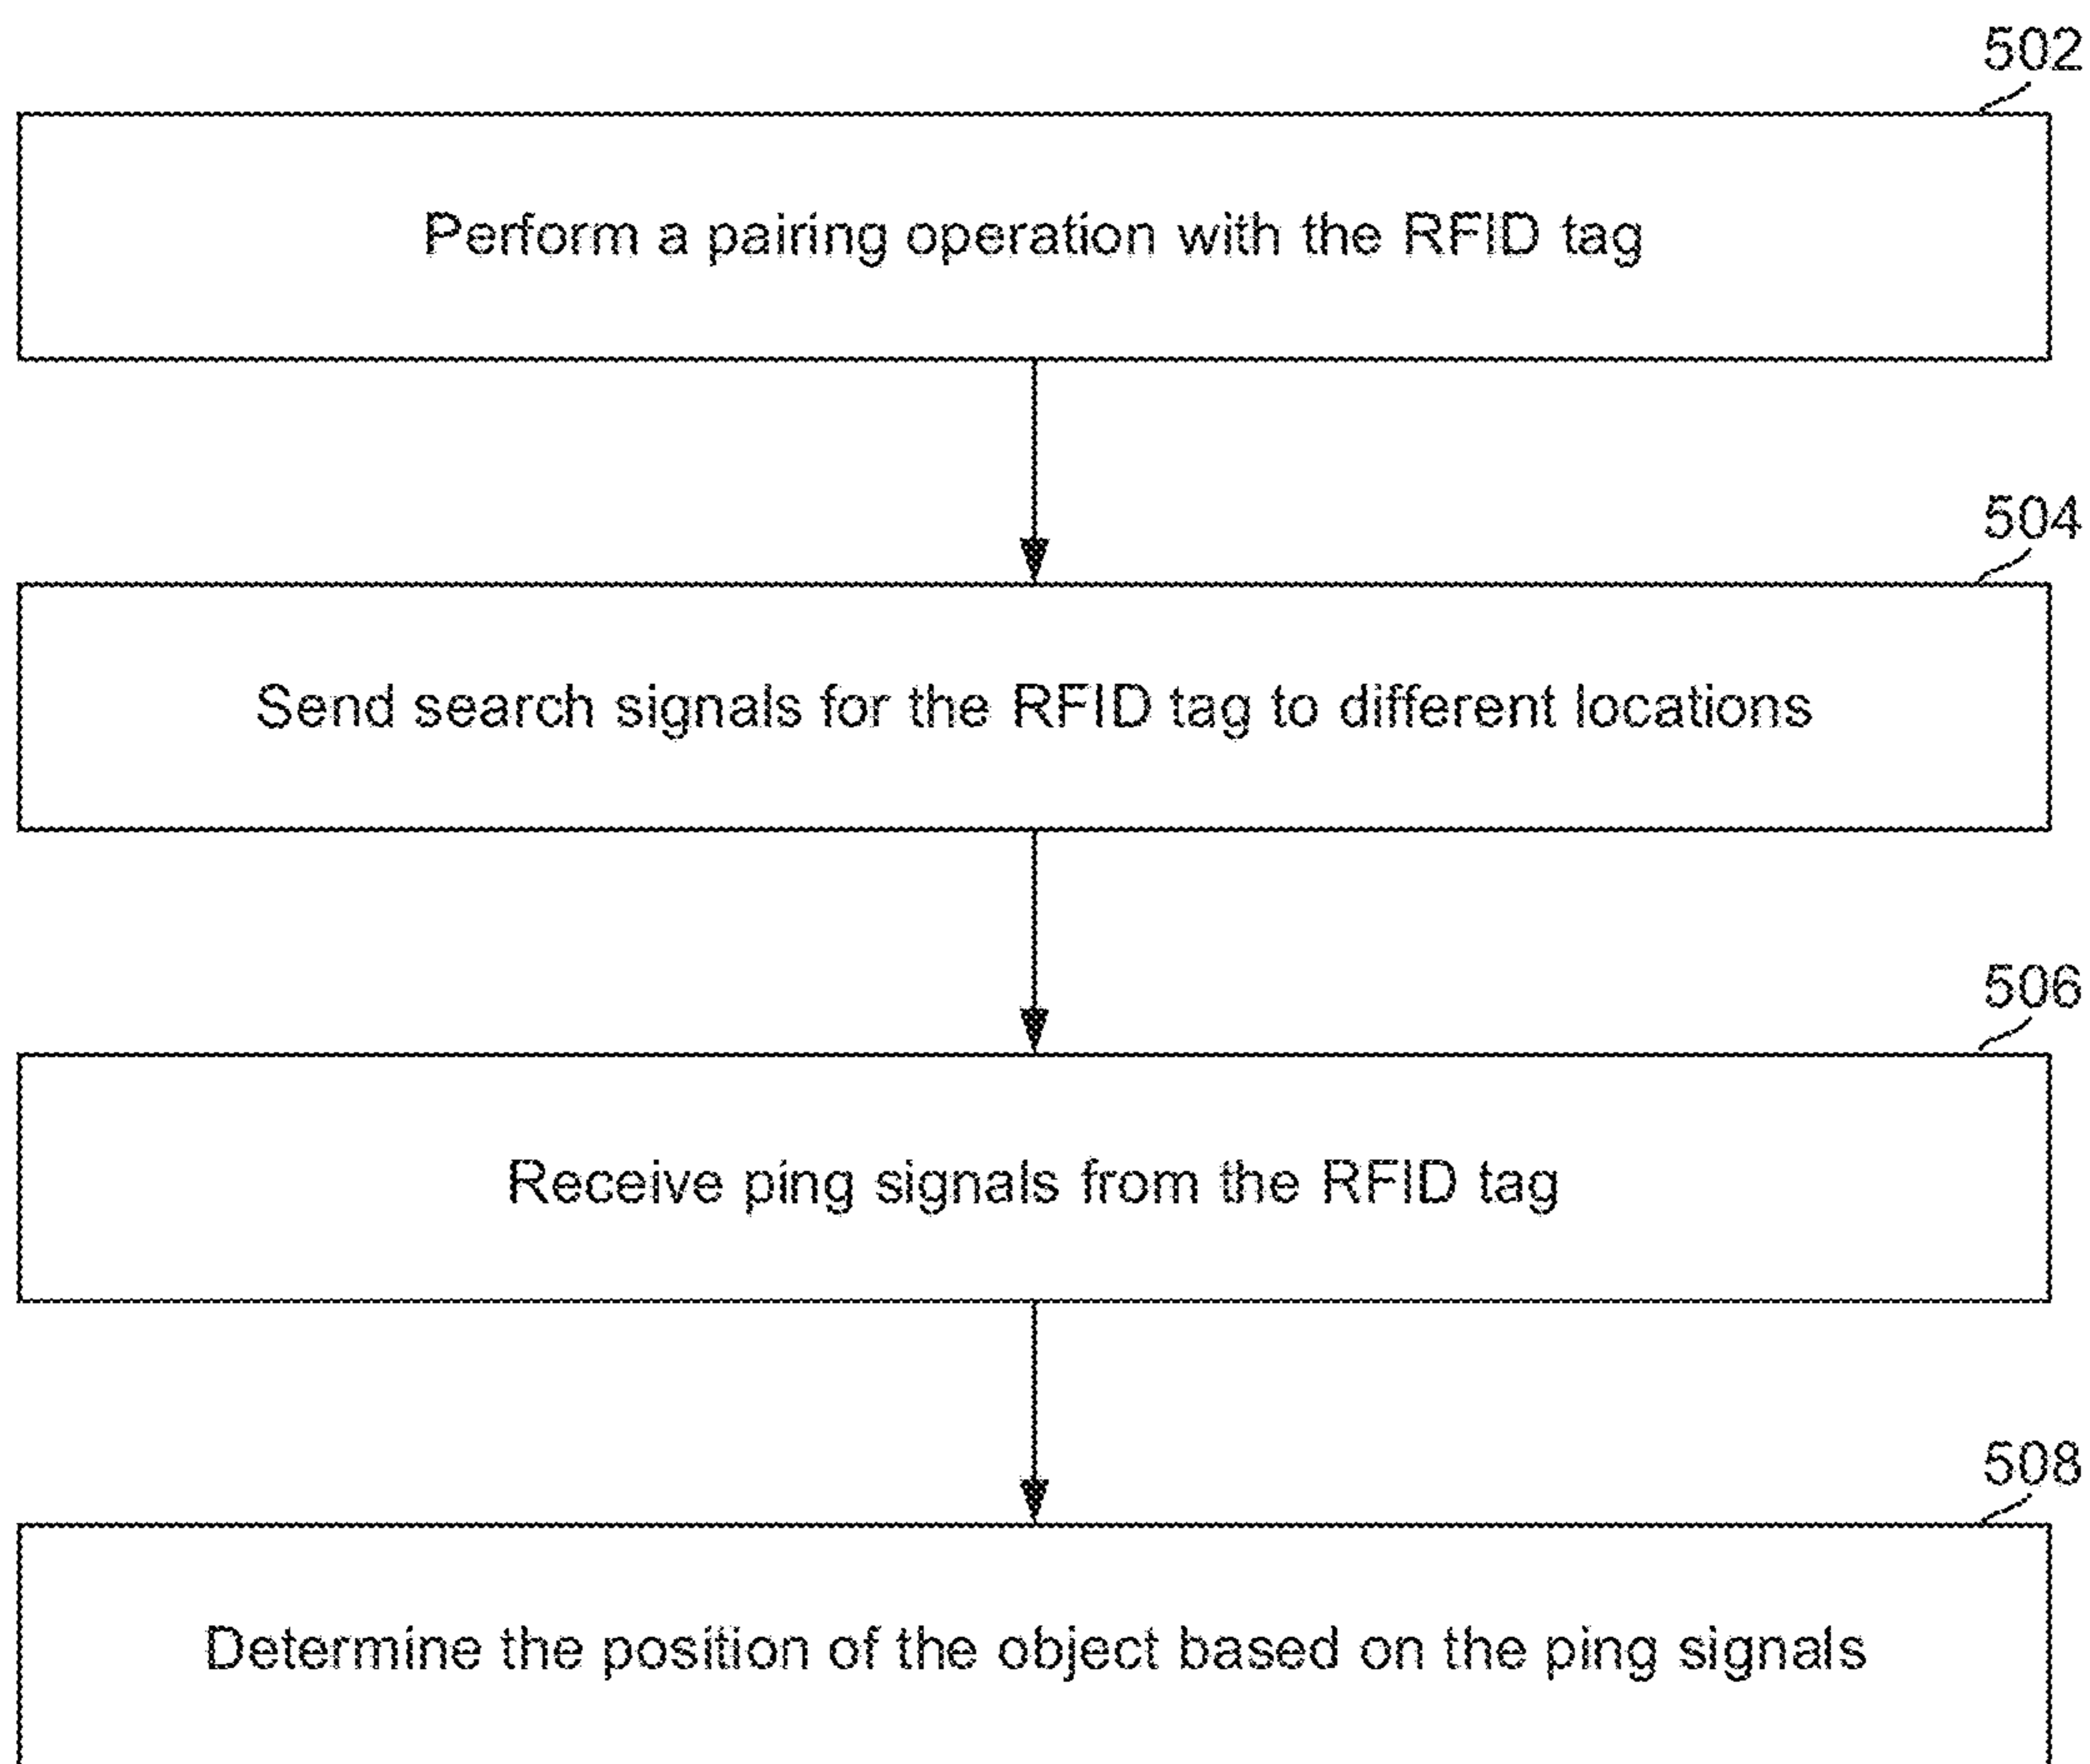 502
Perform a pairing operation with the RFID tag
504
Send search signals for the RFID tag to different locations
506
Receive ping signals from the RFID tag
508
Determine the position of the object based on the ping signals